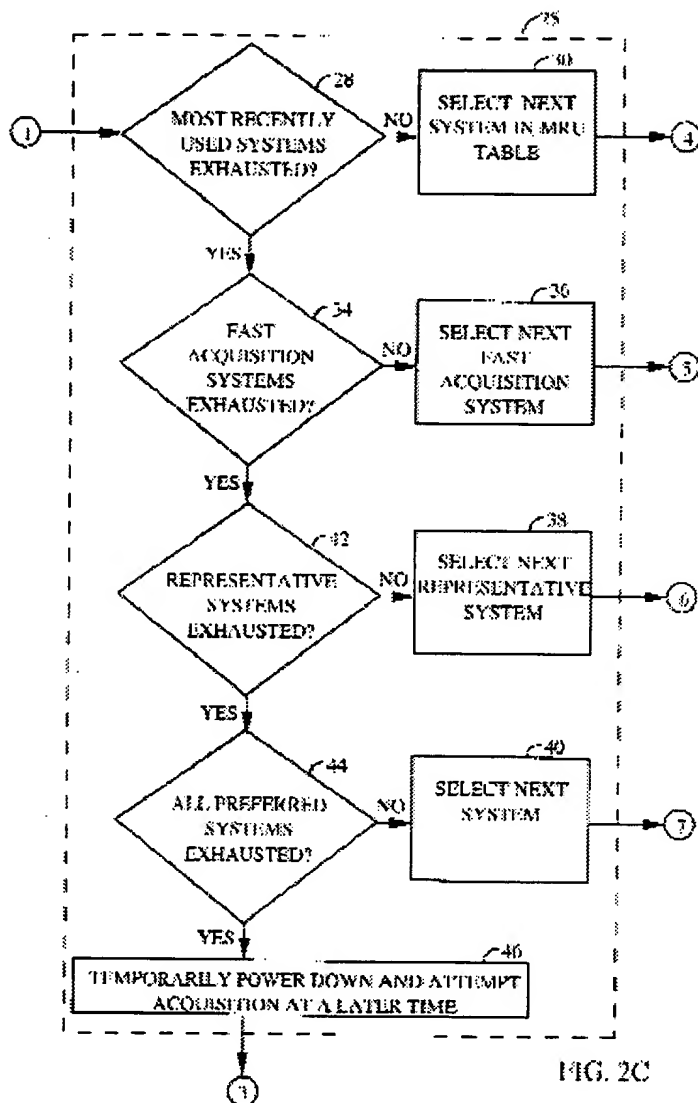 25
28
30
1
MOST RECENTLY
USED SYSTEMS
EXHAUSTED?
NO
SELECT NEXT
SYSTEM IN MRU
TABLE
4
YES
34
36
FAST
ACQUISITION
SYSTEMS
EXHAUSTED?
NO
SELECT NEXT
FAST
ACQUISITION
SYSTEM
5
YES
42
38
REPRESENTATIVE
SYSTEMS
EXHAUSTED?
NO
SELECT NEXT
REPRESENTATIVE
SYSTEM
6
YES
44
40
ALL PREFERRED
SYSTEMS
EXHAUSTED?
NO
SELECT NEXT
SYSTEM
7
YES
46
TEMPORARILY POWER DOWN AND ATTEMPT
ACQUISITION AT A LATER TIME
3
FIG. 2C